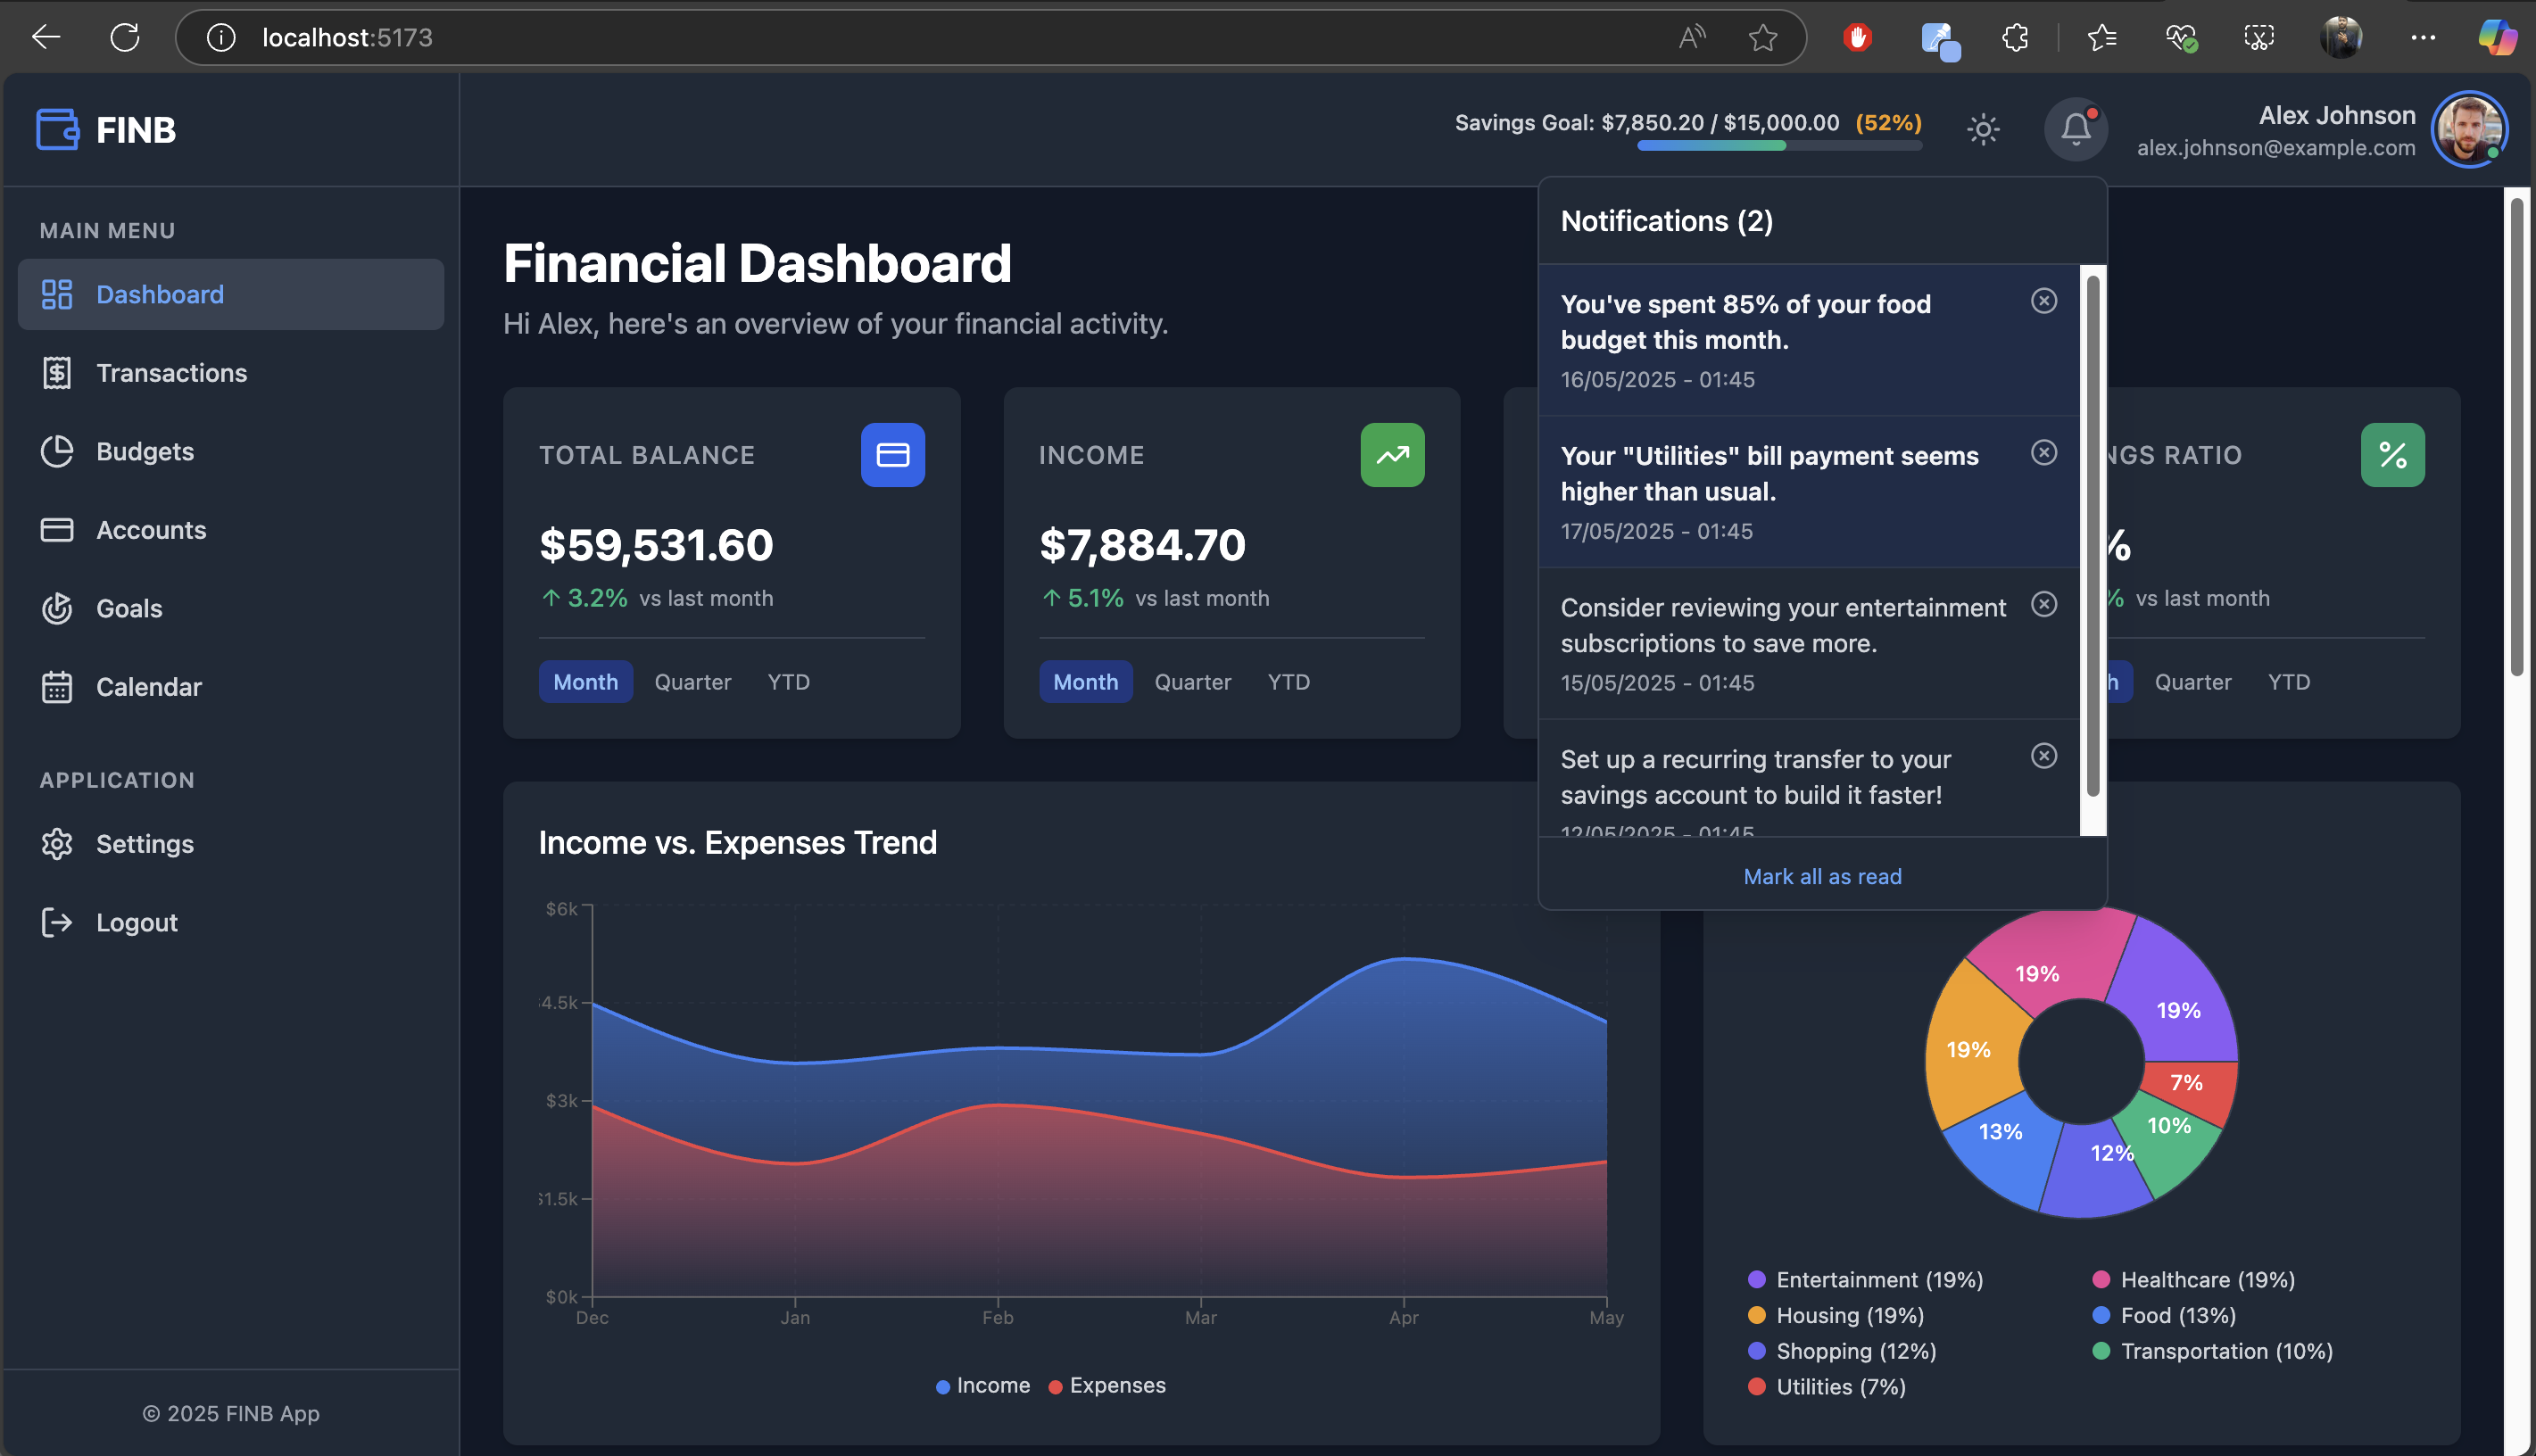 localhost:5173
FINB
Savings Goal: $7,850.20 / $15,000.00 (52%)
Alex Johnson
alex.johnson@example.com
MAIN MENU
Dashboard
Transactions
Budgets
Accounts
Goals
Calendar
APPLICATION
Settings
Logout
© 2025 FINB App
Financial Dashboard
Hi Alex, here's an overview of your financial activity.
TOTAL BALANCE
$59,531.60
3.2% vs last month
Month Quarter YTD
INCOME
$7,884.70
5.1% vs last month
Month Quarter YTD
Notifications (2)
You've spent 85% of your food
budget this month.
16/05/2025 - 01:45
Your "Utilities" bill payment seems
higher than usual.
17/05/2025 - 01:45
Consider reviewing your entertainment
subscriptions to save more.
15/05/2025 - 01:45
Set up a recurring transfer to your
savings account to build it faster!
12/05/2025 - 01:45
Mark all as read
NGS RATIO
%
% vs last month
h Quarter YTD
Income vs. Expenses Trend
$6k
$4.5k
$3k
$1.5k
$0k
Dec Jan Feb Mar Apr May
Income Expenses
19%
19%
19%
7%
10%
13%
12%
Entertainment (19%) Healthcare (19%)
Housing (19%) Food (13%)
Shopping (12%) Transportation (10%)
Utilities (7%)